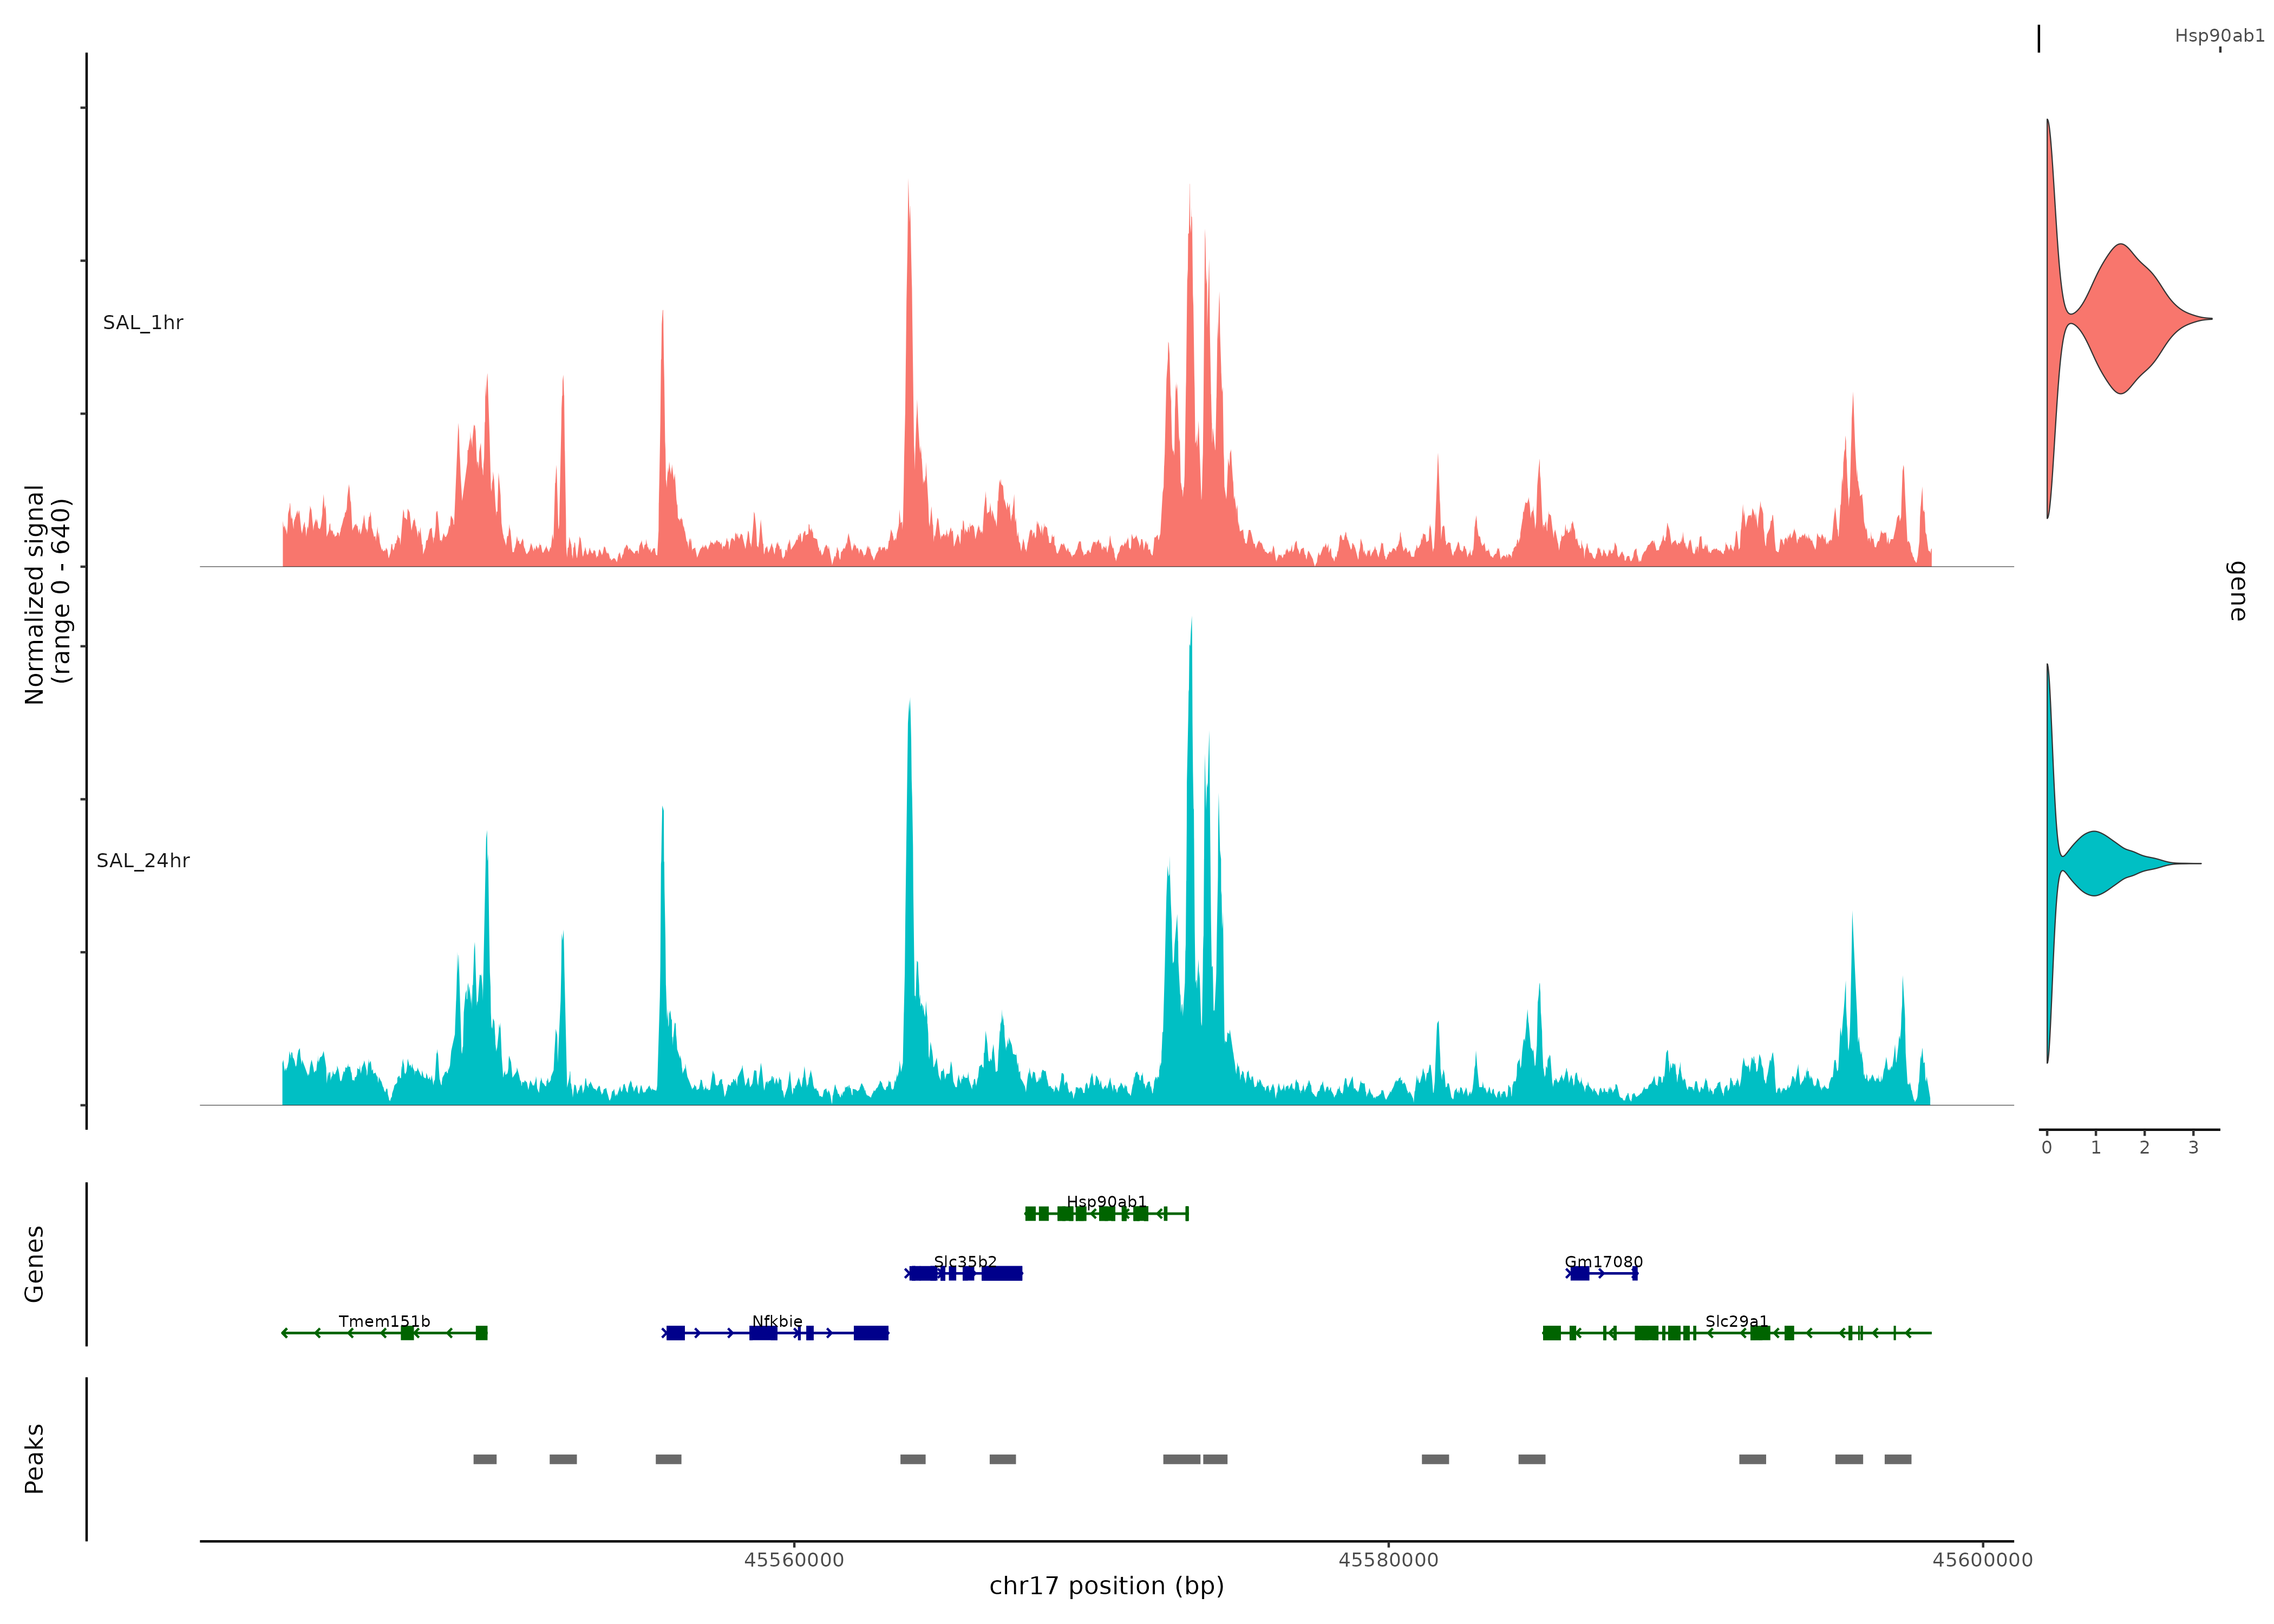 Hsp90ab1
Normalized signal
(range 0 - 640)
SAL_1hr
SAL_24hr
gene
0 1 2 3
Genes
Hsp90ab1
Slc35b2
Gm17080
Tmem151b
Nfkbie
Slc29a1
Peaks
45560000 45580000 45600000
chr17 position (bp)